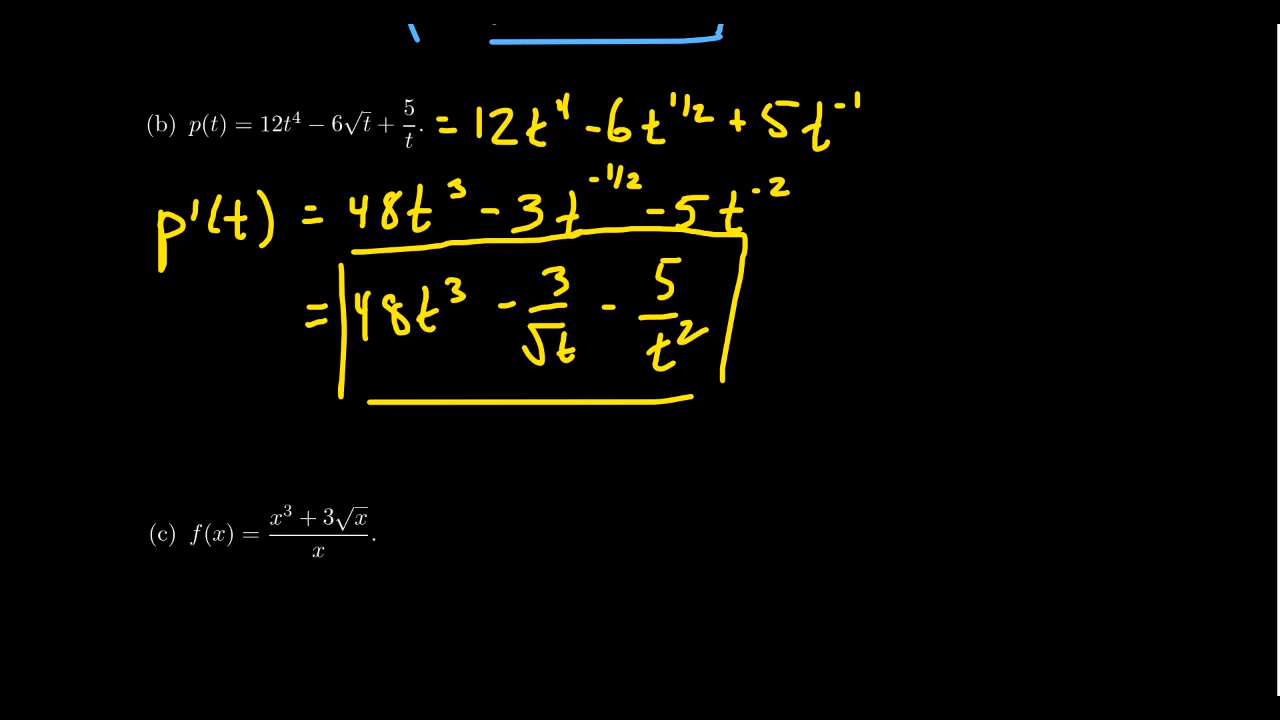 (b) p(t) = 12t⁴ − 6√t + 5/t. = 12t⁴ - 6t^(1/2) + 5t^(-1)
p'(t) = 48t³ - 3t^(-1/2) - 5t^(-2)
= 48t³ - 3/√t - 5/t²
(c) f(x) = (x³ + 3√x)/x.